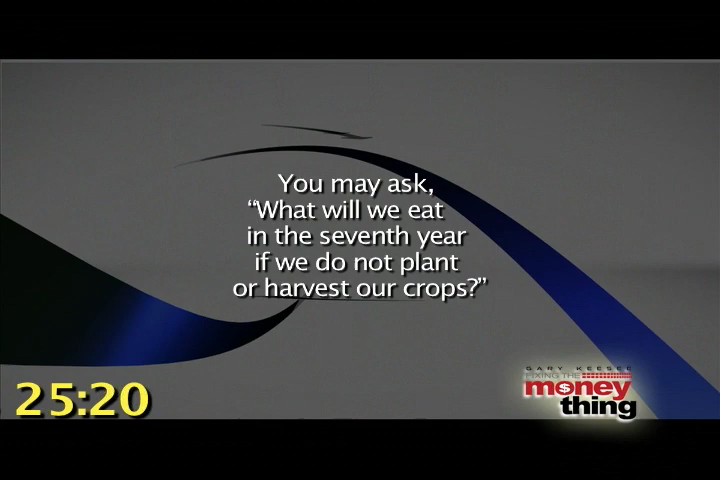 You may ask,
“What will we eat
in the seventh year
if we do not plant
or harvest our crops?”
25:20
GARY KEESEE
FIXING THE
money
thing